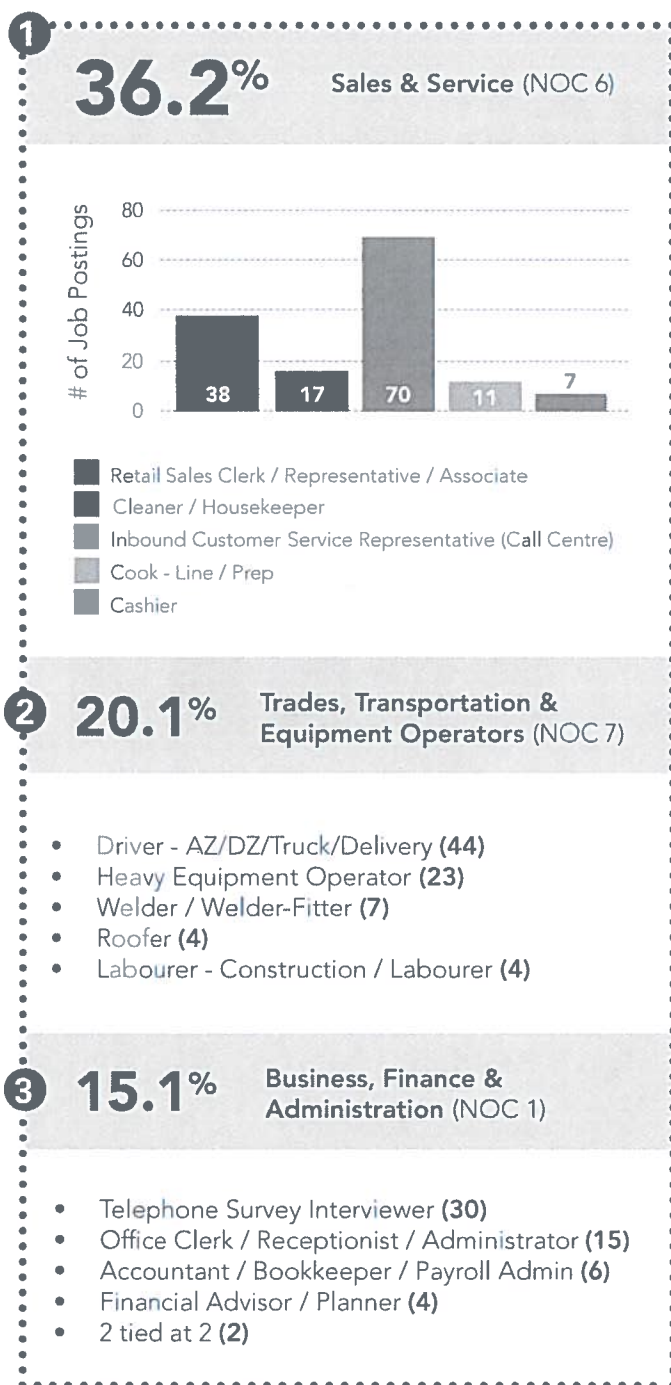 1
36.2% Sales & Service (NOC 6)
# of Job Postings
80
60
40
20
0
38 17 70 11 7
Retail Sales Clerk / Representative / Associate
Cleaner / Housekeeper
Inbound Customer Service Representative (Call Centre)
Cook - Line / Prep
Cashier
2
20.1% Trades, Transportation &
Equipment Operators (NOC 7)
• Driver - AZ/DZ/Truck/Delivery (44)
• Heavy Equipment Operator (23)
• Welder / Welder-Fitter (7)
• Roofer (4)
• Labourer - Construction / Labourer (4)
3
15.1% Business, Finance &
Administration (NOC 1)
• Telephone Survey Interviewer (30)
• Office Clerk / Receptionist / Administrator (15)
• Accountant / Bookkeeper / Payroll Admin (6)
• Financial Advisor / Planner (4)
• 2 tied at 2 (2)